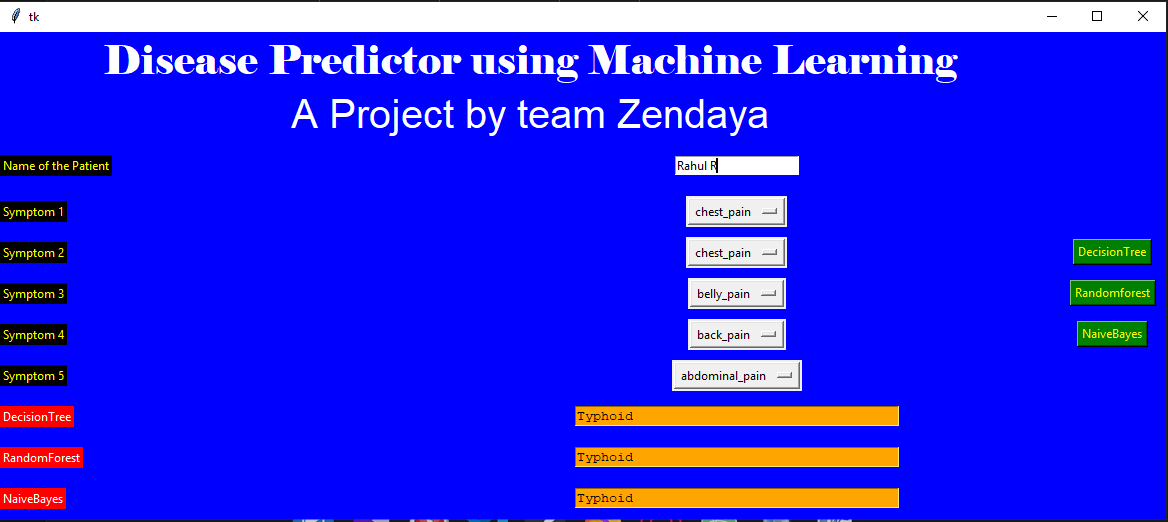 tk
Disease Predictor using Machine Learning
A Project by team Zendaya
Name of the Patient Rahul R
Symptom 1 chest_pain
Symptom 2 chest_pain DecisionTree
Symptom 3 belly_pain Randomforest
Symptom 4 back_pain NaiveBayes
Symptom 5 abdominal_pain
DecisionTree Typhoid
RandomForest Typhoid
NaiveBayes Typhoid